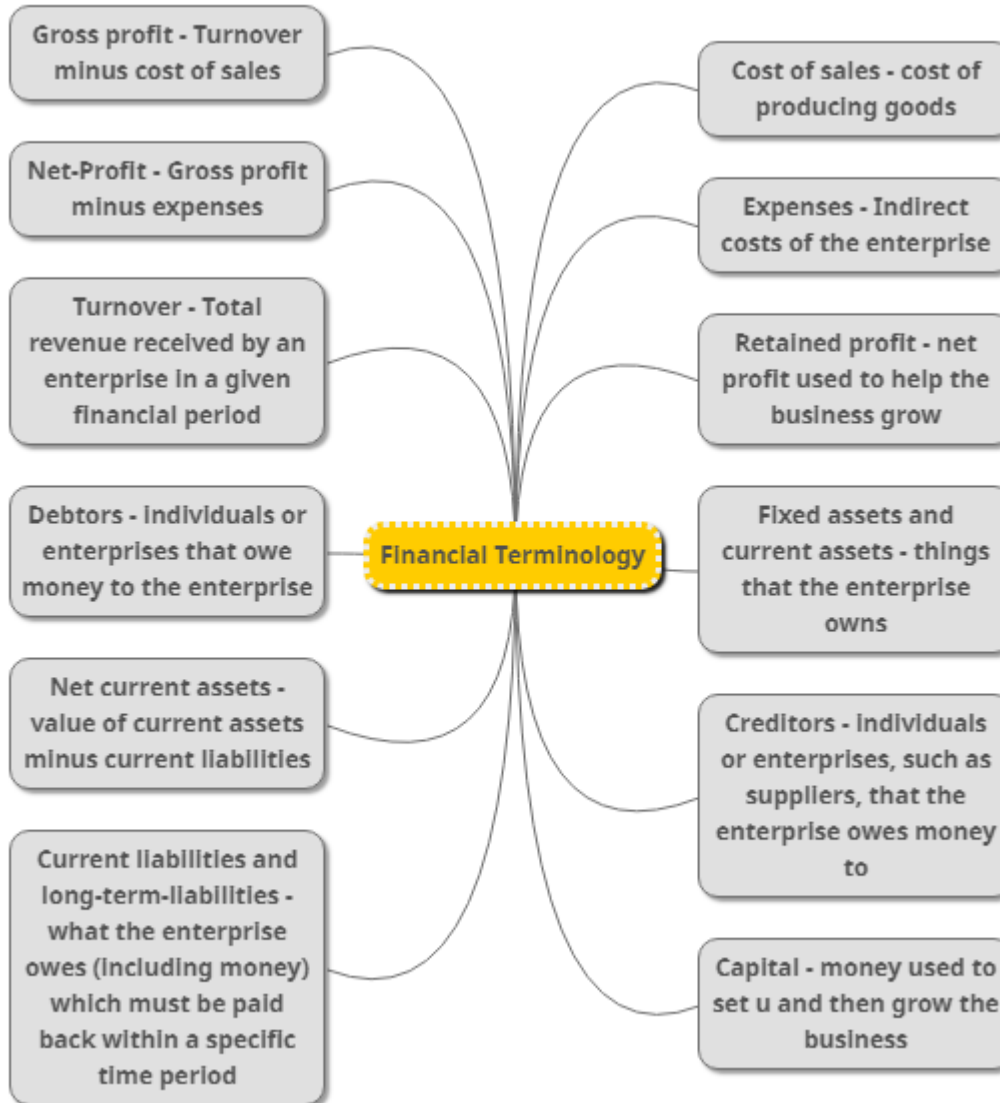 Gross profit - Turnover
minus cost of sales
Net-Profit - Gross profit
minus expenses
Turnover - Total
revenue received by an
enterprise in a given
financial period
Debtors - individuals or
enterprises that owe
money to the enterprise
Net current assets -
value of current assets
minus current liabilities
Current liabilities and
long-term-liabilities -
what the enterprise
owes (including money)
which must be paid
back within a specific
time period
Financial Terminology
Cost of sales - cost of
producing goods
Expenses - Indirect
costs of the enterprise
Retained profit - net
profit used to help the
business grow
Fixed assets and
current assets - things
that the enterprise
owns
Creditors - individuals
or enterprises, such as
suppliers, that the
enterprise owes money
to
Capital - money used to
set u and then grow the
business